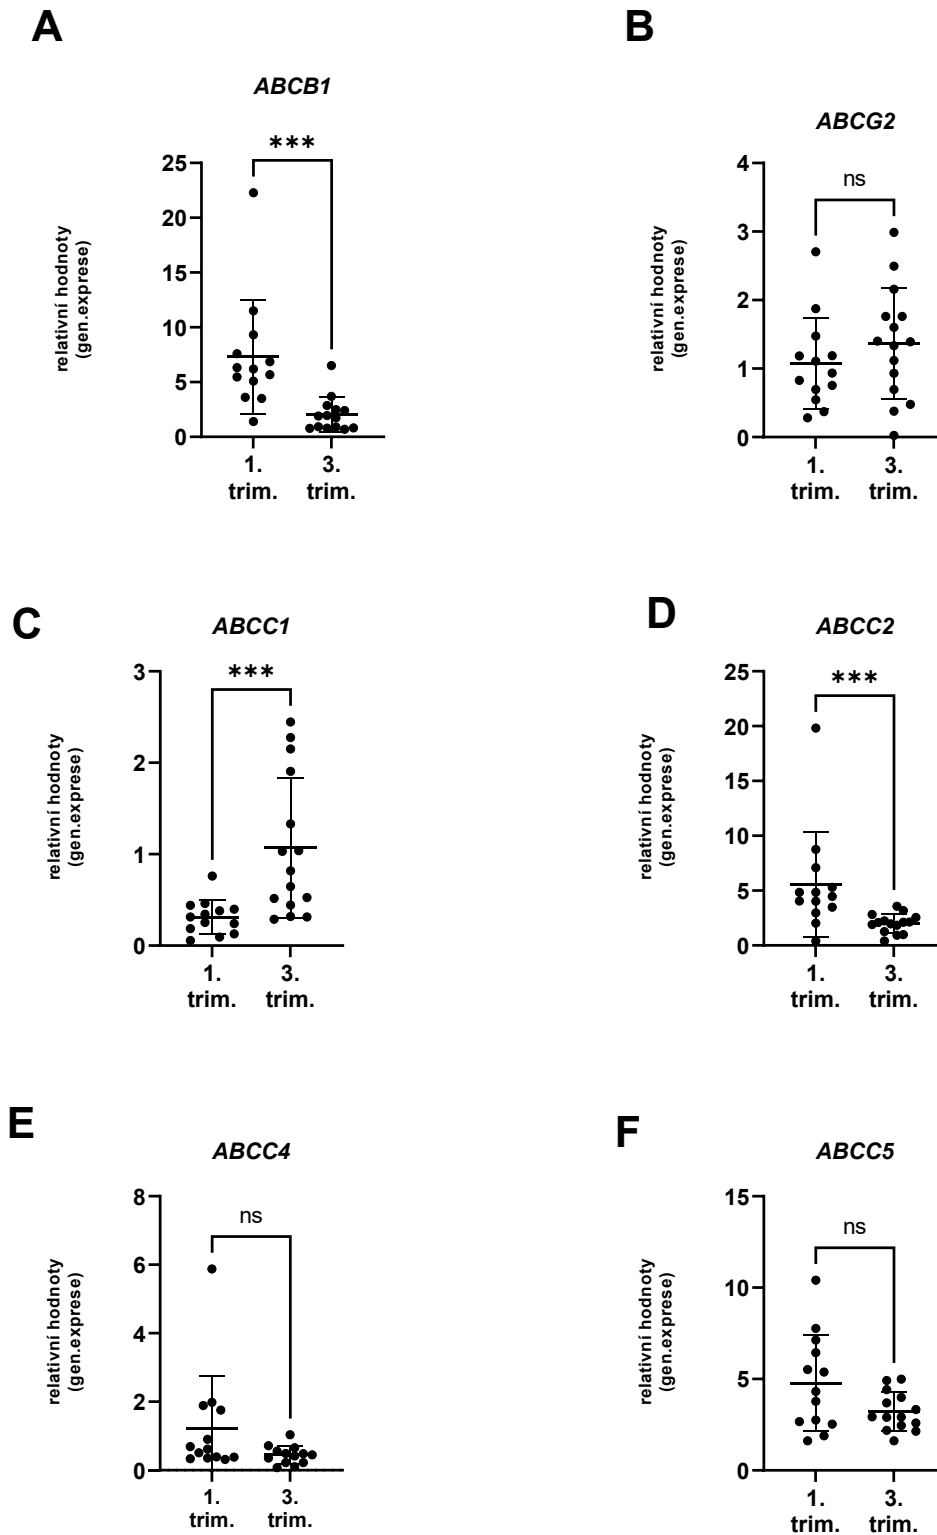 A
ABCB1
***
relativní hodnoty
(gen.exprese)
25
20
15
10
5
0
1.
trim.
3.
trim.
B
ABCG2
ns
relativní hodnoty
(gen.exprese)
4
3
2
1
0
1.
trim.
3.
trim.
C
ABCC1
***
relativní hodnoty
(gen.exprese)
3
2
1
0
1.
trim.
3.
trim.
D
ABCC2
***
relativní hodnoty
(gen.exprese)
25
20
15
10
5
0
1.
trim.
3.
trim.
E
ABCC4
ns
relativní hodnoty
(gen.exprese)
8
6
4
2
0
1.
trim.
3.
trim.
F
ABCC5
ns
relativní hodnoty
(gen.exprese)
15
10
5
0
1.
trim.
3.
trim.